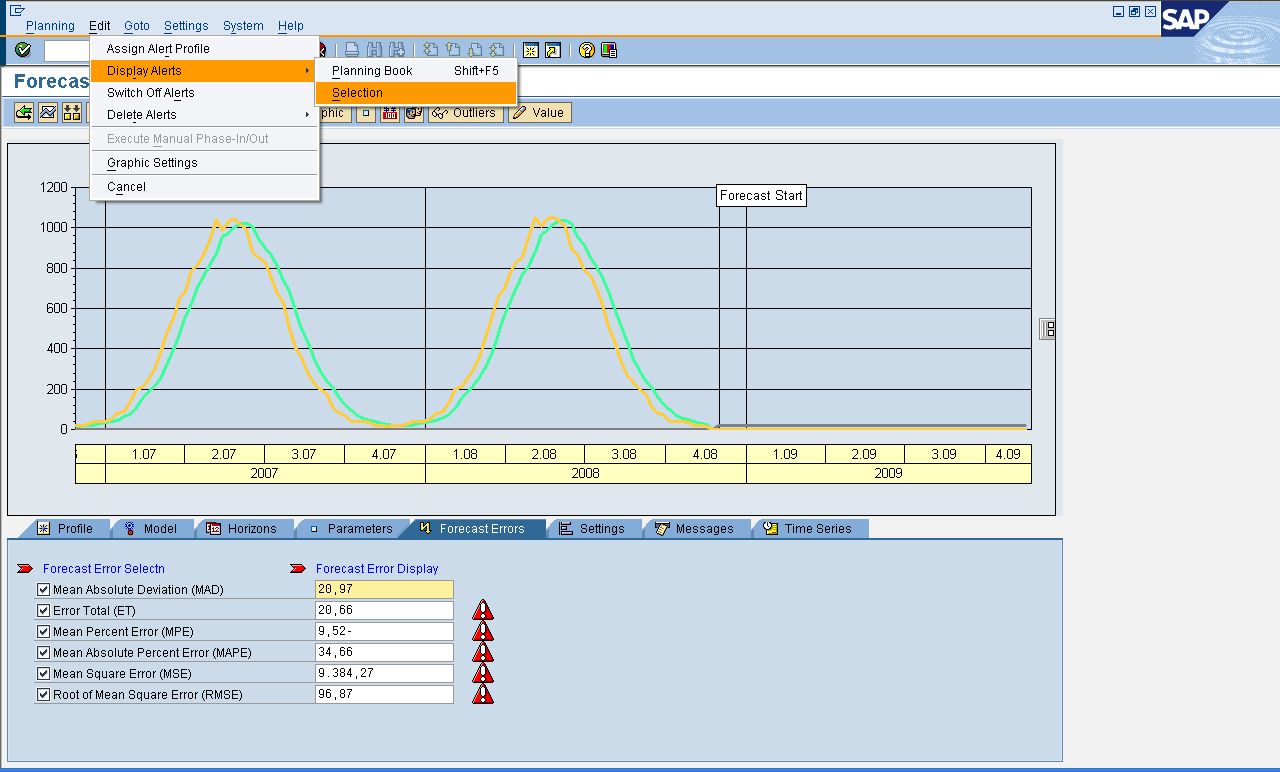 Planning Edit Goto Settings System Help
SAP
Assign Alert Profile
Display Alerts
Switch Off Alerts
Delete Alerts
Execute Manual Phase-In/Out
Graphic Settings
Cancel
Planning Book Shift+F5
Selection
Forecas
phic Outliers Value
Forecast Start
1200
1000
800
600
400
200
0
1.07 2.07 3.07 4.07 1.08 2.08 3.08 4.08 1.09 2.09 3.09 4.09
2007 2008 2009
Profile Model Horizons Parameters Forecast Errors Settings Messages Time Series
Forecast Error Selectn Forecast Error Display
Mean Absolute Deviation (MAD) 20,97
Error Total (ET) 20,66
Mean Percent Error (MPE) 9,52-
Mean Absolute Percent Error (MAPE) 34,66
Mean Square Error (MSE) 9.384,27
Root of Mean Square Error (RMSE) 96,87